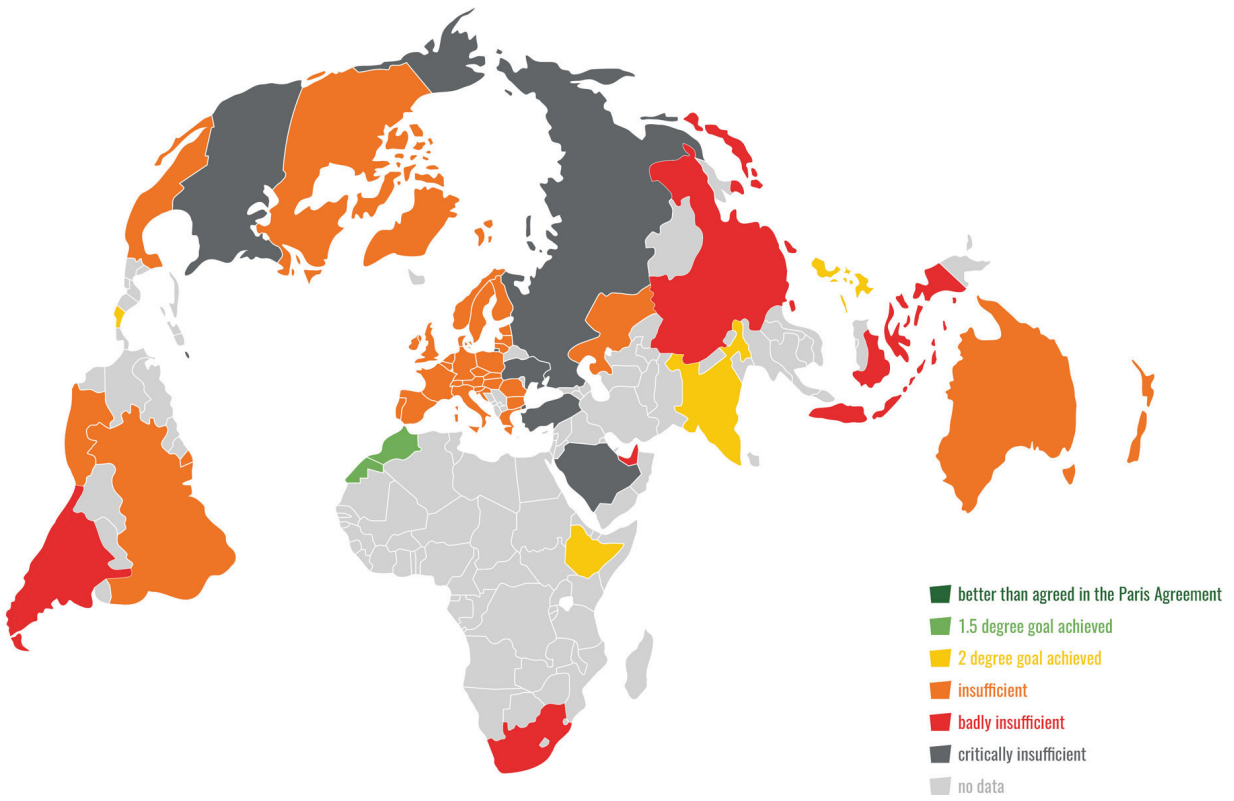 better than agreed in the Paris Agreement
1.5 degree goal achieved
2 degree goal achieved
insufficient
badly insufficient
critically insufficient
no data